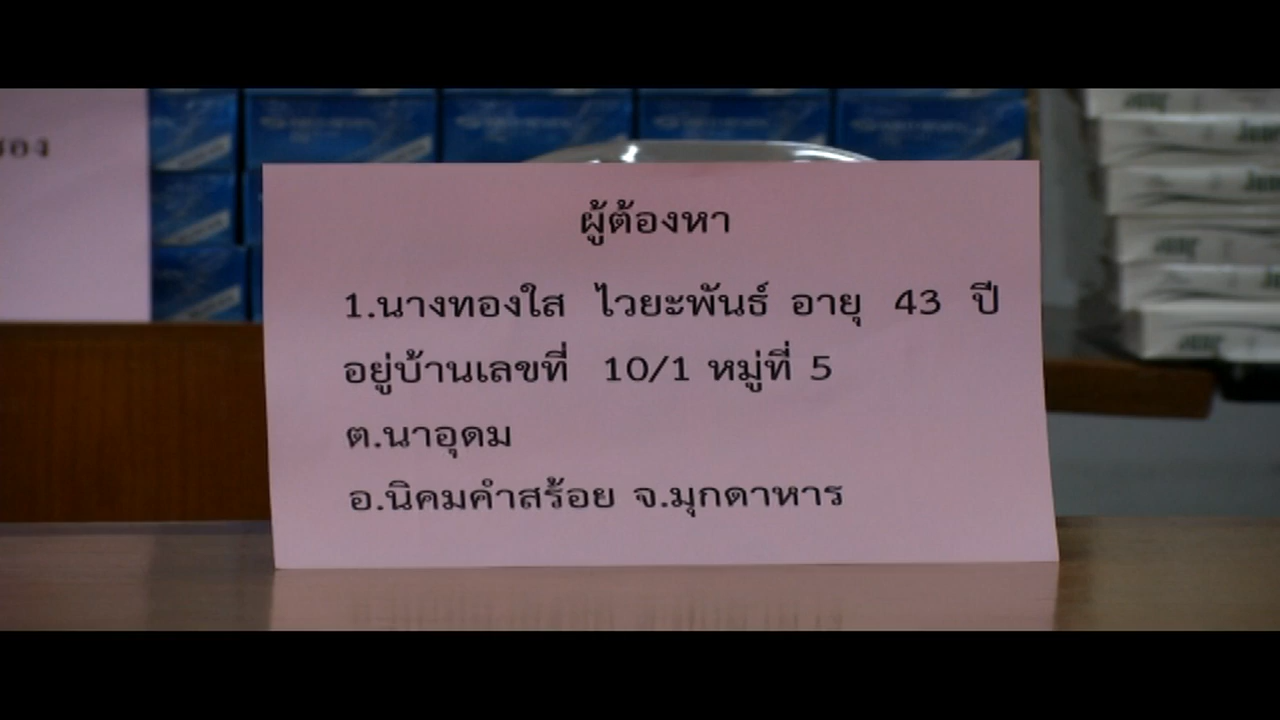 ผู้ต้องหา
1.นางทองใส ไวยะพันธ์ อายุ 43 ปี
อยู่บ้านเลขที่ 10/1 หมู่ที่ 5
ต.นาอุดม
อ.นิคมคำสร้อย จ.มุกดาหาร